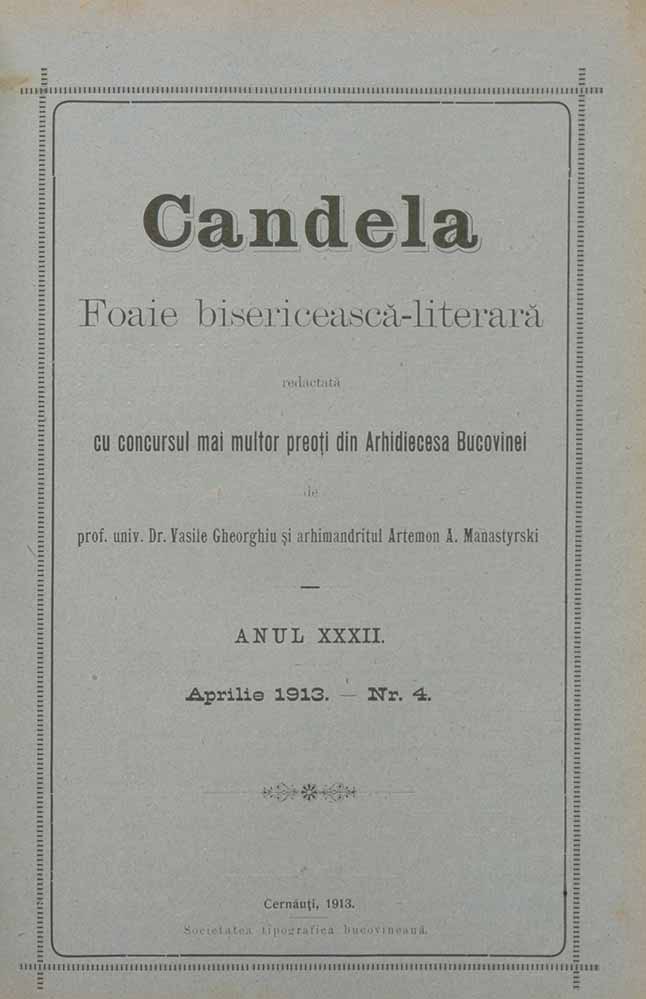 Candela
Foaie bisericească-literară
redactată
cu concursul mai multor preoți din Arhidiecesa Bucovinei
de
prof. univ. Dr. Vasile Gheorghiu și arhimandritul Artemon A. Manastyrski
ANUL XXXII.
Aprilie 1913. — Nr. 4.
Cernăuți, 1913.
Societatea tipografică bucovineană.